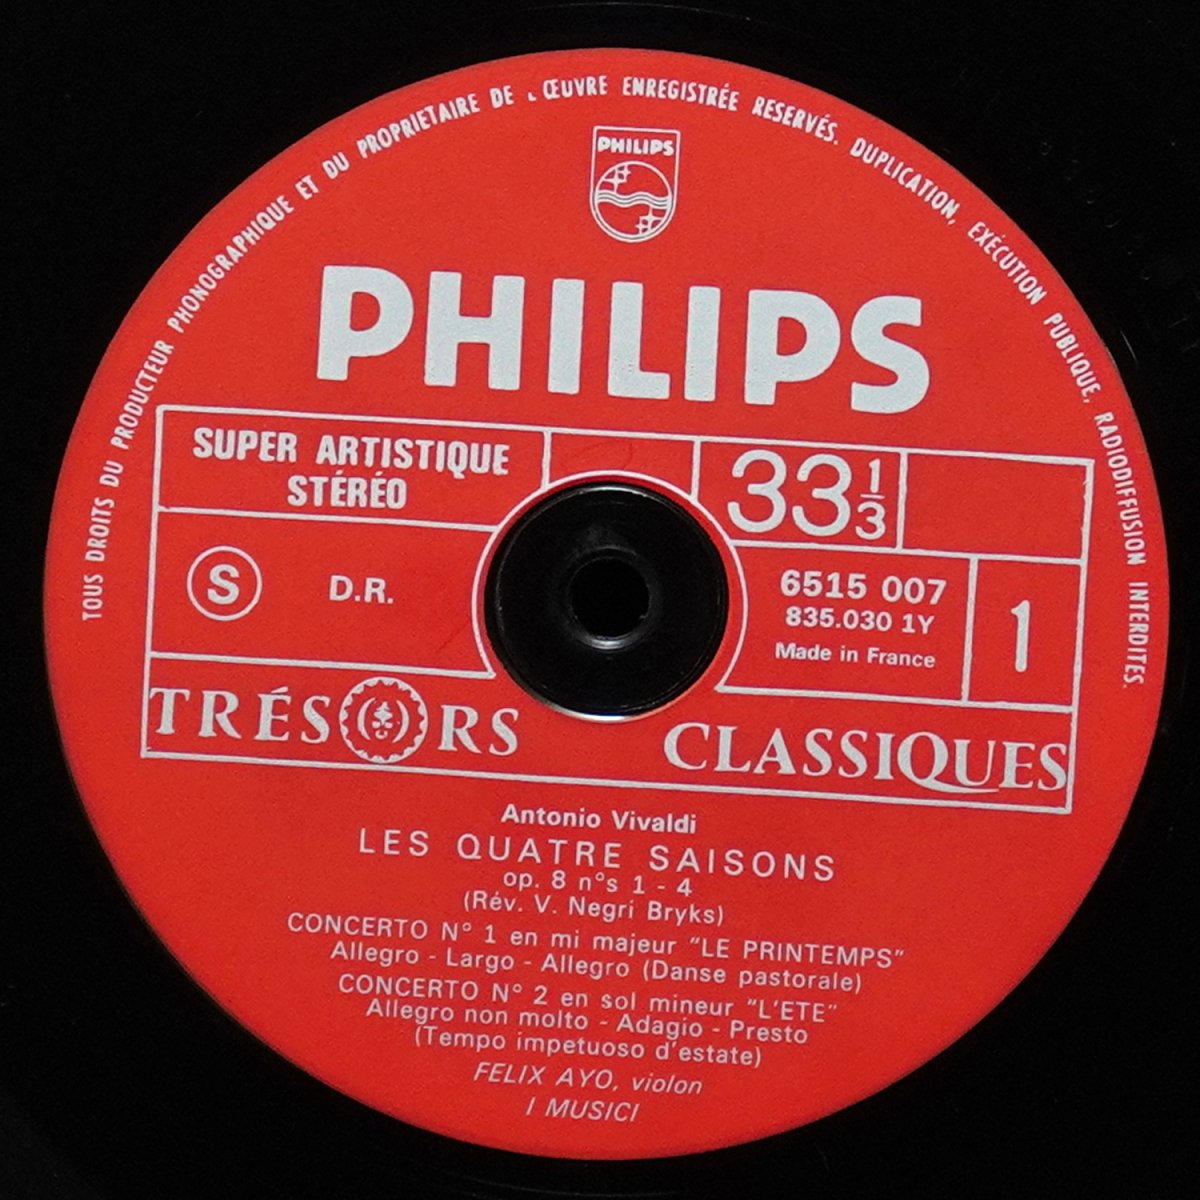 TOUS DROITS DU PRODUCTEUR PHONOGRAPHIQUE ET DU PROPRIETAIRE DE L ŒUVRE ENREGISTRÉE RESERVÉS. DUPLICATION, EXÉCUTION PUBLIQUE, RADIODIFFUSION INTERDITES.
PHILIPS
PHILIPS
SUPER ARTISTIQUE
STÉRÉO
33 1/3
S
D.R.
6515 007
835.030 1Y
Made in France
1
TRÉSORS CLASSIQUES
Antonio Vivaldi
LES QUATRE SAISONS
op. 8 n°s 1 - 4
(Rév. V. Negri Bryks)
CONCERTO N° 1 en mi majeur "LE PRINTEMPS"
Allegro - Largo - Allegro (Danse pastorale)
CONCERTO N° 2 en sol mineur "L'ETE"
Allegro non molto - Adagio - Presto
(Tempo impetuoso d'estate)
FELIX AYO, violon
I MUSICI